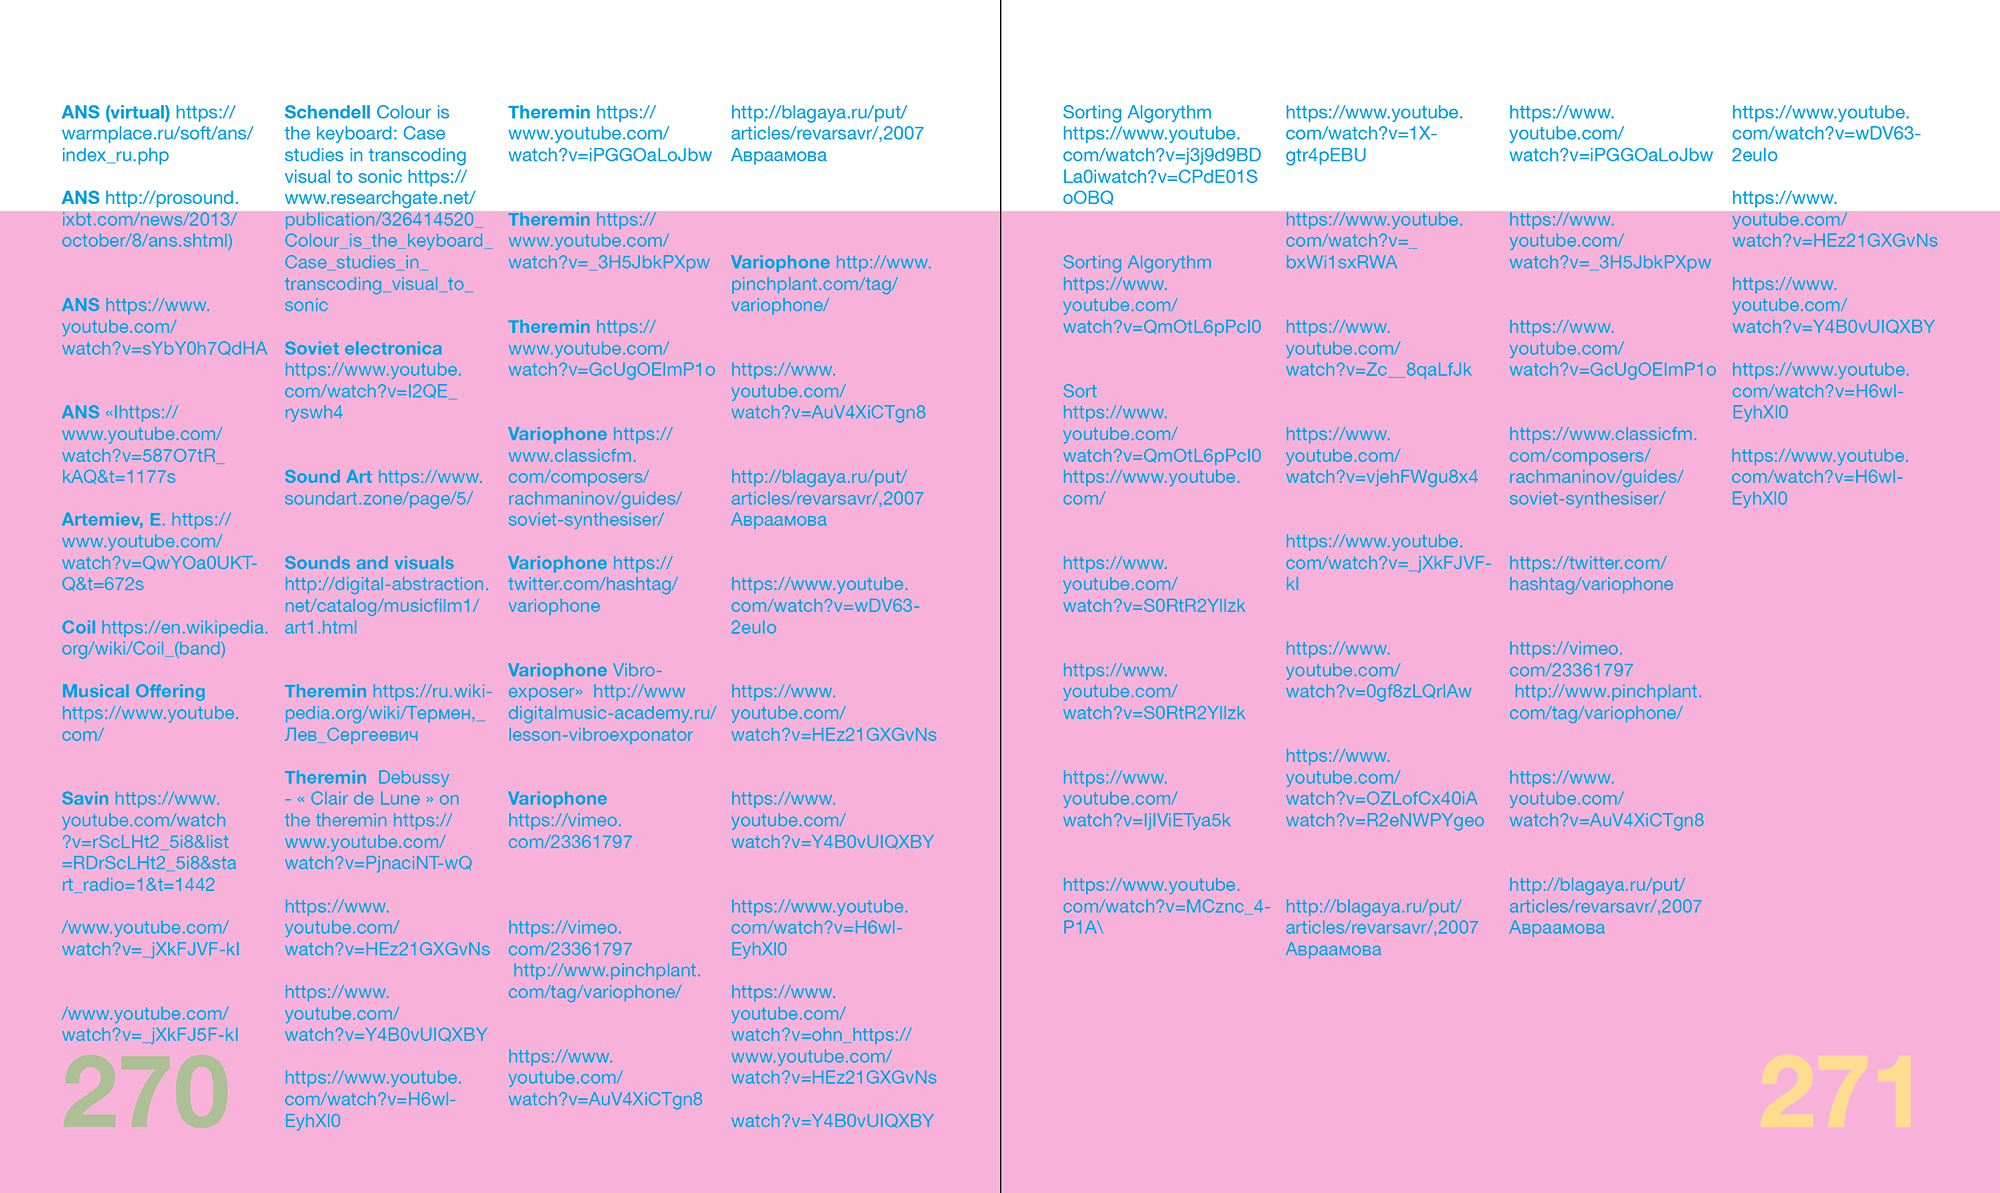 ANS (virtual) https://
warmplace.ru/soft/ans/
index_ru.php
ANS http://prosound.
ixbt.com/news/2013/
october/8/ans.shtml)
ANS https://www.
youtube.com/
watch?v=sYbY0h7QdHA
ANS «Ihttps://
www.youtube.com/
watch?v=587O7tR_
kAQ&t=1177s
Artemiev, E. https://
www.youtube.com/
watch?v=QwYOa0UKT-
Q&t=672s
Coil https://en.wikipedia.
org/wiki/Coil_(band)
Musical Offering
https://www.youtube.
com/
Savin https://www.
youtube.com/watch
?v=rScLHt2_5i8&list
=RDrScLHt2_5i8&sta
rt_radio=1&t=1442
/www.youtube.com/
watch?v=_jXkFJVF-kI
/www.youtube.com/
watch?v=_jXkFJ5F-kI
270
Schendell Colour is
the keyboard: Case
studies in transcoding
visual to sonic https://
www.researchgate.net/
publication/326414520_
Colour_is_the_keyboard_
Case_studies_in_
transcoding_visual_to_
sonic
Soviet electronica
https://www.youtube.
com/watch?v=I2QE_
ryswh4
Sound Art https://www.
soundart.zone/page/5/
Sounds and visuals
http://digital-abstraction.
net/catalog/musicfilm1/
art1.html
Theremin https://ru.wiki-
pedia.org/wiki/Термен,_
Лев_Сергеевич
Theremin  Debussy
- « Clair de Lune » on
the theremin https://
www.youtube.com/
watch?v=PjnaciNT-wQ
https://www.
youtube.com/
watch?v=HEz21GXGvNs
https://www.
youtube.com/
watch?v=Y4B0vUIQXBY
https://www.youtube.
com/watch?v=H6wl-
EyhXl0
Theremin https://
www.youtube.com/
watch?v=iPGGOaLoJbw
Theremin https://
www.youtube.com/
watch?v=_3H5JbkPXpw
Theremin https://
www.youtube.com/
watch?v=GcUgOEImP1o
Variophone https://
www.classicfm.
com/composers/
rachmaninov/guides/
soviet-synthesiser/
Variophone https://
twitter.com/hashtag/
variophone
Variophone Vibro-
exposer»  http://www
digitalmusic-academy.ru/
lesson-vibroexponator
Variophone
https://vimeo.
com/23361797
https://vimeo.
com/23361797
http://www.pinchplant.
com/tag/variophone/
https://www.
youtube.com/
watch?v=AuV4XiCTgn8
http://blagaya.ru/put/
articles/revarsavr/,2007
Авраамова
Variophone http://www.
pinchplant.com/tag/
variophone/
https://www.
youtube.com/
watch?v=AuV4XiCTgn8
http://blagaya.ru/put/
articles/revarsavr/,2007
Авраамова
https://www.youtube.
com/watch?v=wDV63-
2euIo
https://www.
youtube.com/
watch?v=HEz21GXGvNs
https://www.
youtube.com/
watch?v=Y4B0vUIQXBY
https://www.youtube.
com/watch?v=H6wl-
EyhXl0
https://www.
youtube.com/
watch?v=ohn_https://
www.youtube.com/
watch?v=HEz21GXGvNs
watch?v=Y4B0vUIQXBY
Sorting Algorythm
https://www.youtube.
com/watch?v=j3j9d9BD
La0iwatch?v=CPdE01S
oOBQ
Sorting Algorythm
https://www.
youtube.com/
watch?v=QmOtL6pPcI0
Sort
https://www.
youtube.com/
watch?v=QmOtL6pPcI0
https://www.youtube.
com/
https://www.
youtube.com/
watch?v=S0RtR2Yllzk
https://www.
youtube.com/
watch?v=S0RtR2Yllzk
https://www.
youtube.com/
watch?v=IjIViETya5k
https://www.youtube.
com/watch?v=MCznc_4-
P1A\
https://www.youtube.
com/watch?v=1X-
gtr4pEBU
https://www.youtube.
com/watch?v=_
bxWi1sxRWA
https://www.
youtube.com/
watch?v=Zc__8qaLfJk
https://www.
youtube.com/
watch?v=vjehFWgu8x4
https://www.youtube.
com/watch?v=_jXkFJVF-
kI
https://www.
youtube.com/
watch?v=0gf8zLQrIAw
https://www.
youtube.com/
watch?v=OZLofCx40iA
watch?v=R2eNWPYgeo
http://blagaya.ru/put/
articles/revarsavr/,2007
Авраамова
https://www.
youtube.com/
watch?v=iPGGOaLoJbw
https://www.
youtube.com/
watch?v=_3H5JbkPXpw
https://www.
youtube.com/
watch?v=GcUgOEImP1o
https://www.classicfm.
com/composers/
rachmaninov/guides/
soviet-synthesiser/
https://twitter.com/
hashtag/variophone
https://vimeo.
com/23361797
http://www.pinchplant.
com/tag/variophone/
https://www.
youtube.com/
watch?v=AuV4XiCTgn8
http://blagaya.ru/put/
articles/revarsavr/,2007
Авраамова
https://www.youtube.
com/watch?v=wDV63-
2euIo
https://www.
youtube.com/
watch?v=HEz21GXGvNs
https://www.
youtube.com/
watch?v=Y4B0vUIQXBY
https://www.youtube.
com/watch?v=H6wl-
EyhXl0
https://www.youtube.
com/watch?v=H6wl-
EyhXl0
271